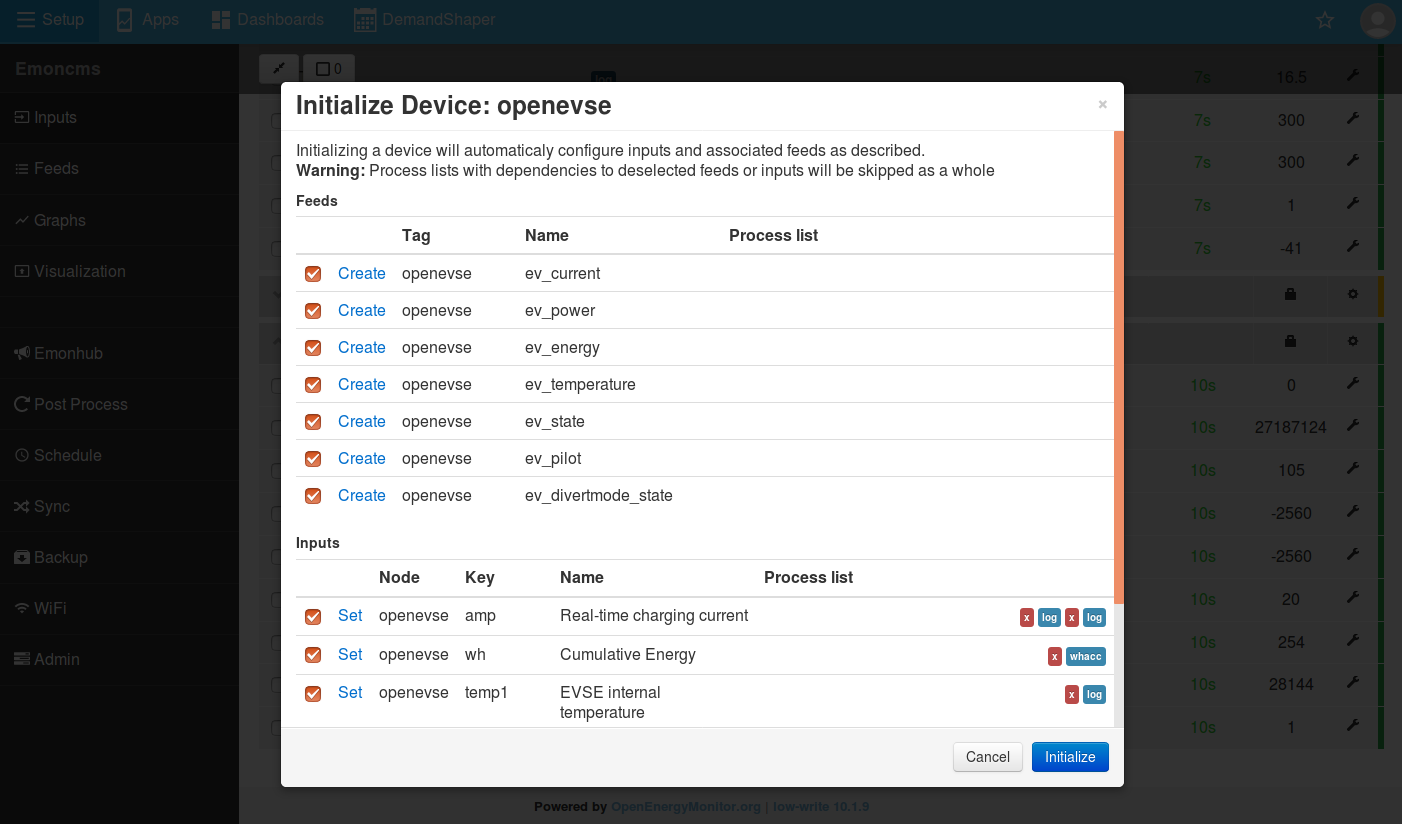 Setup Apps Dashboards DemandShaper
Emoncms
0
log 7s 16.5
Initialize Device: openevse ×
Inputs
7s 300
Initializing a device will automaticaly configure inputs and associated feeds as described.
Warning: Process lists with dependencies to deselected feeds or inputs will be skipped as a whole
Feeds
7s 300
Feeds
7s 1
Graphs
Tag Name Process list
7s -41
Visualization
Create openevse ev_current
Create openevse ev_power
Create openevse ev_energy
Emonhub
Create openevse ev_temperature
10s 0
Post Process
Create openevse ev_state
10s 27187124
Schedule
Create openevse ev_pilot
10s 105
Create openevse ev_divertmode_state
Sync
10s -2560
Inputs
Backup
10s -2560
Node Key Name Process list
10s 20
WiFi
Set openevse amp Real-time charging current x log x log
10s 254
Admin
Set openevse wh Cumulative Energy x whacc
10s 28144
Set openevse temp1 EVSE internal
temperature x log
10s 1
Cancel Initialize
Powered by OpenEnergyMonitor.org | low-write 10.1.9